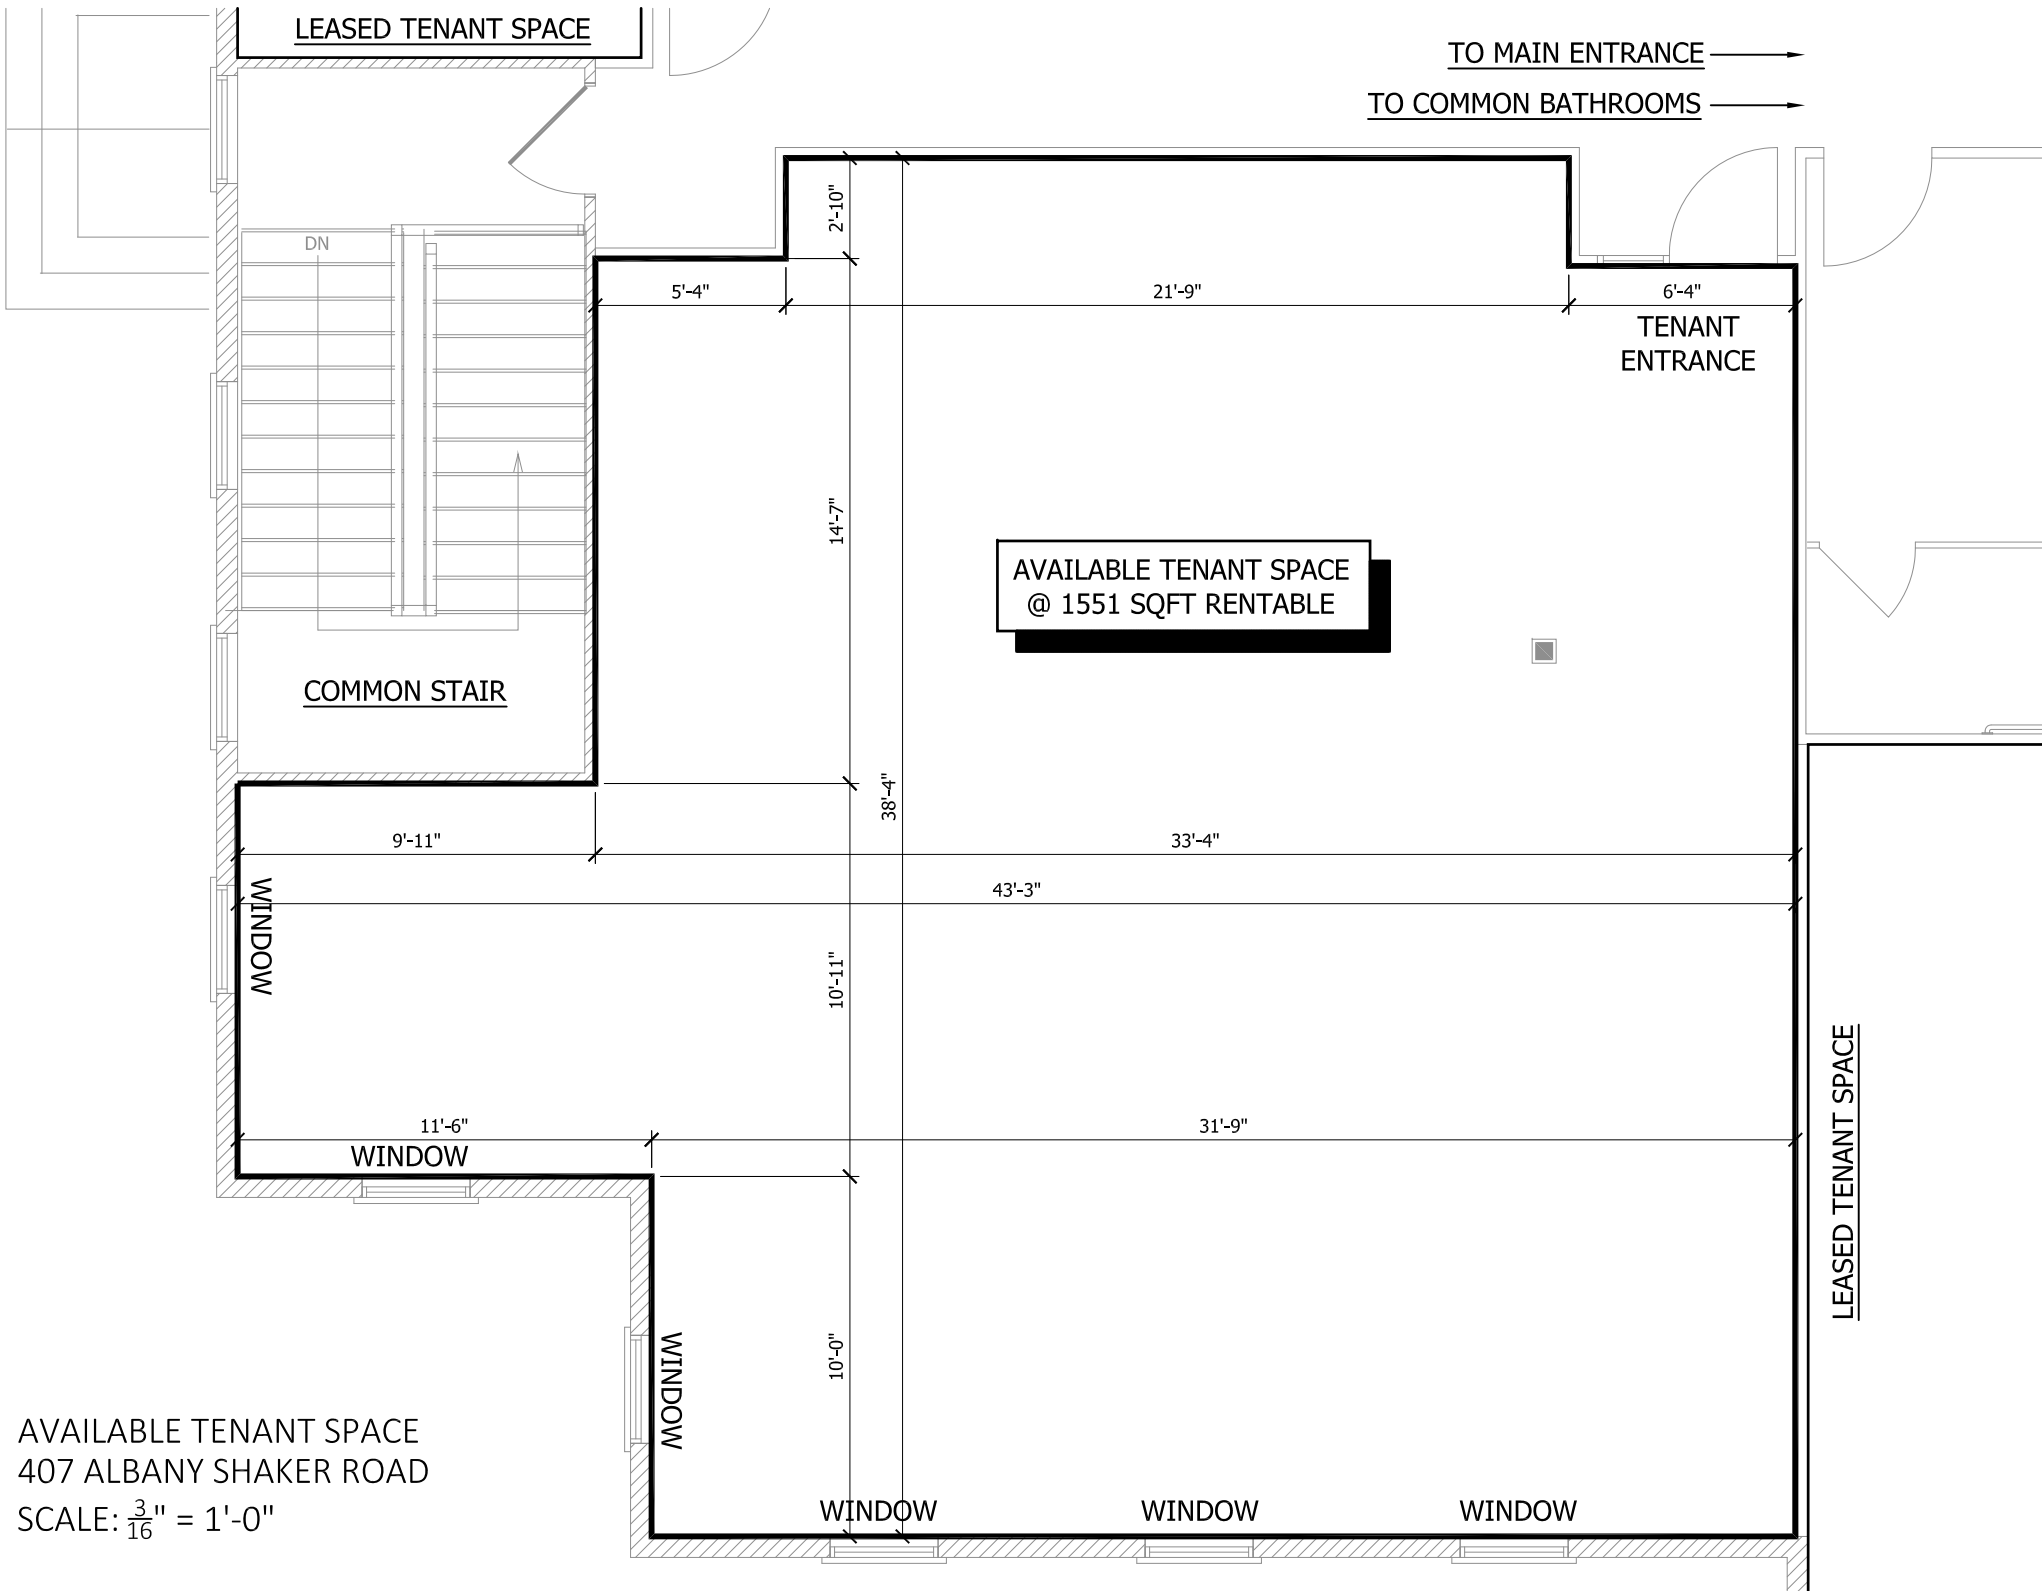 LEASED TENANT SPACE
TO MAIN ENTRANCE
TO COMMON BATHROOMS
2'-10"
DN
5'-4"
21'-9"
6'-4"
TENANT
ENTRANCE
14'-7"
AVAILABLE TENANT SPACE
@ 1551 SQFT RENTABLE
COMMON STAIR
38'-4"
9'-11"
33'-4"
43'-3"
WINDOW
10'-11"
11'-6"
31'-9"
WINDOW
LEASED TENANT SPACE
10'-0"
WINDOW
AVAILABLE TENANT SPACE
407 ALBANY SHAKER ROAD
SCALE: 3/16" = 1'-0"
WINDOW
WINDOW
WINDOW